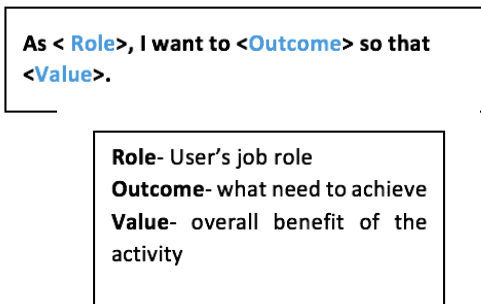 As < Role>, I want to <Outcome> so that
<Value>.
Role- User's job role
Outcome- what need to achieve
Value- overall benefit of the
activity